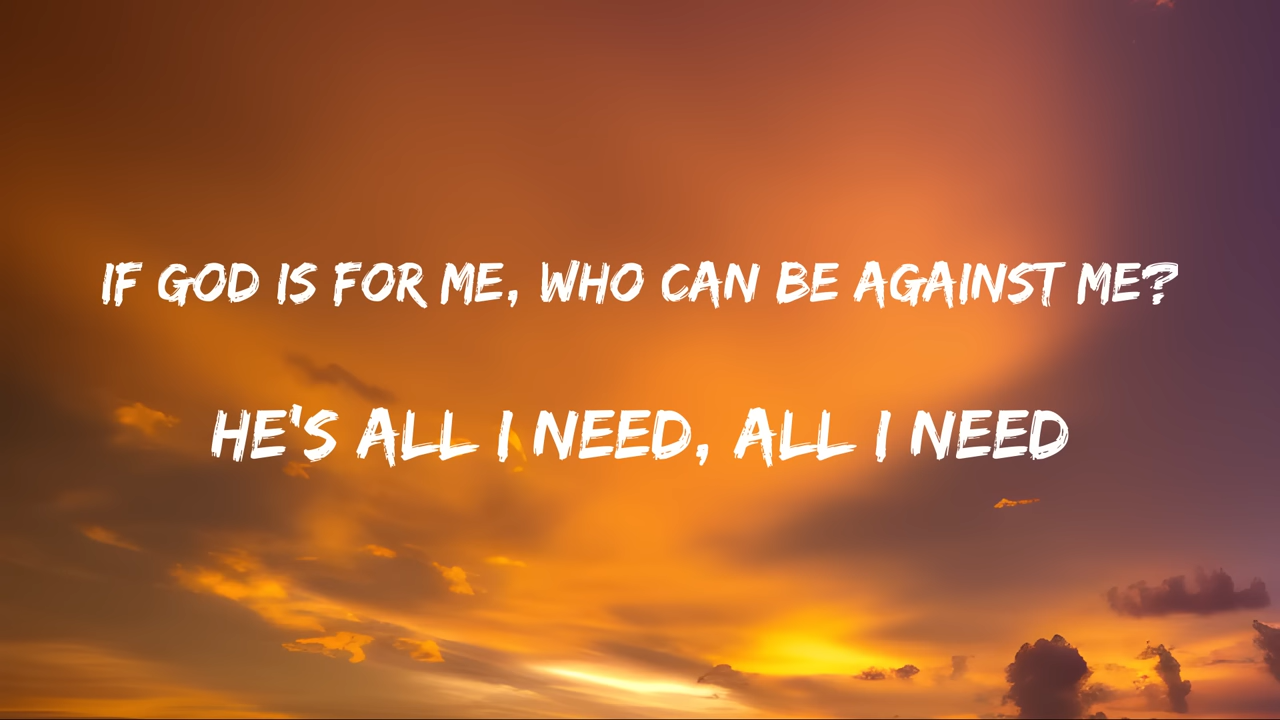 IF GOD IS FOR ME, WHO CAN BE AGAINST ME?
HE'S ALL I NEED, ALL I NEED